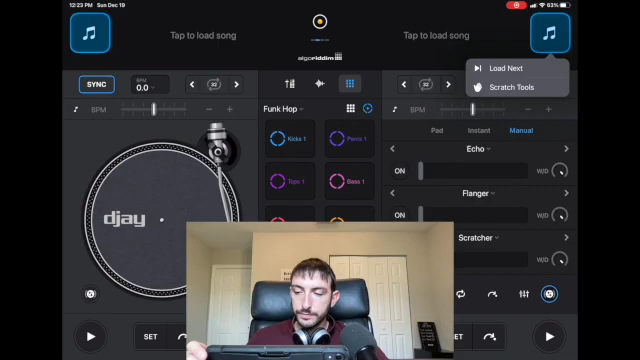 12:23 PM Sun Dec 19
63%
Tap to load song
Tap to load song
algoriddim
Load Next
Scratch Tools
SYNC
BPM
0.0
32
32
BPM
BPM
Funk Hop
Kicks 1
Tops 1
Bass 1
Pad
Instant
Manual
Echo
ON
W/D
Flanger
ON
W/D
Scratcher
W/D
djay
SET
SET